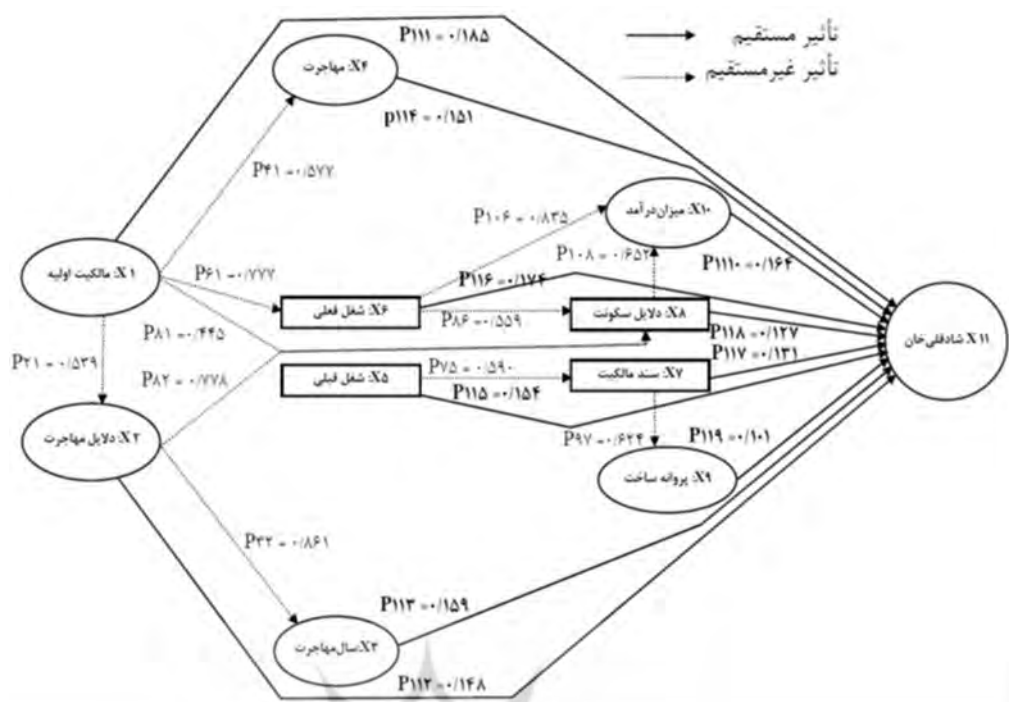 تأثیر مستقیم
تأثیر غیرمستقیم
P۱۱۱ = ۰/۱۸۵
X۴: مهاجرت
p۱۱۴ = ۰/۱۵۱
P۴۱ = ۰/۵۷۷
X۱۰: میزان درآمد
P۱۰۶ = ۰/۸۳۵
P۱۰۸ = ۰/۶۵۲
P۱۱۱۰ = ۰/۱۶۴
X۱: مالکیت اولیه
P۶۱ = ۰/۷۷۷
P۱۱۶ = ۰/۱۷۴
X۶: شغل فعلی
P۸۶ = ۰/۵۵۹
X۸: دلایل سکونت
P۸۱ = ۰/۴۴۵
P۱۱۸ = ۰/۱۲۷
X۱۱ شادقلی‌خان
P۲۱ = ۰/۵۳۹
P۸۲ = ۰/۷۷۸
X۵: شغل قبلی
P۷۵ = ۰/۵۹۰
X۷: سند مالکیت
P۱۱۷ = ۰/۱۳۱
P۱۱۵ = ۰/۱۵۴
X۲: دلایل مهاجرت
P۹۷ = ۰/۶۲۴
P۱۱۹ = ۰/۱۰۱
X۹: پروانه ساخت
P۳۲ = ۰/۸۶۱
P۱۱۳ = ۰/۱۵۹
X۳: سال مهاجرت
P۱۱۲ = ۰/۱۴۸